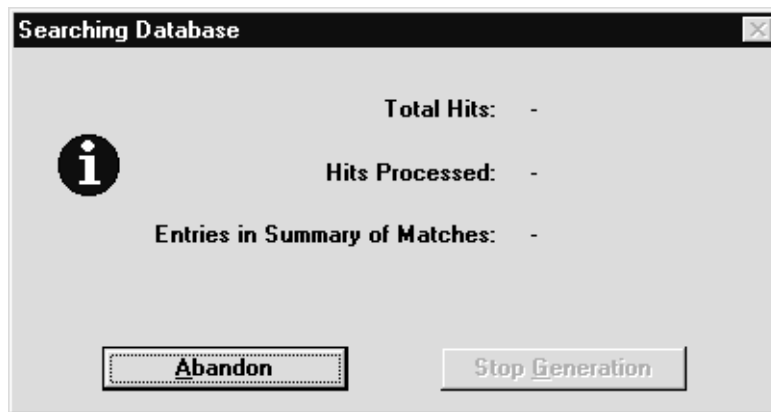 Searching Database
Total Hits: -
Hits Processed: -
Entries in Summary of Matches: -
Abandon Stop Generation